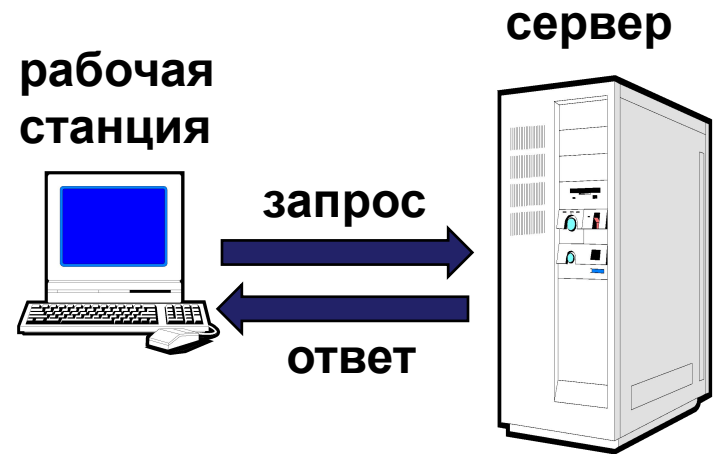 сервер
рабочая
станция
запрос
ответ